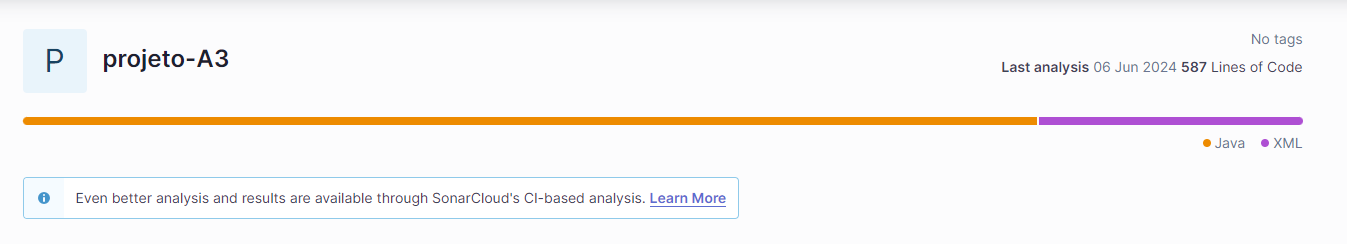 P
projeto-A3
No tags
Last analysis 06 Jun 2024 587 Lines of Code
Java XML
Even better analysis and results are available through SonarCloud's CI-based analysis. Learn More